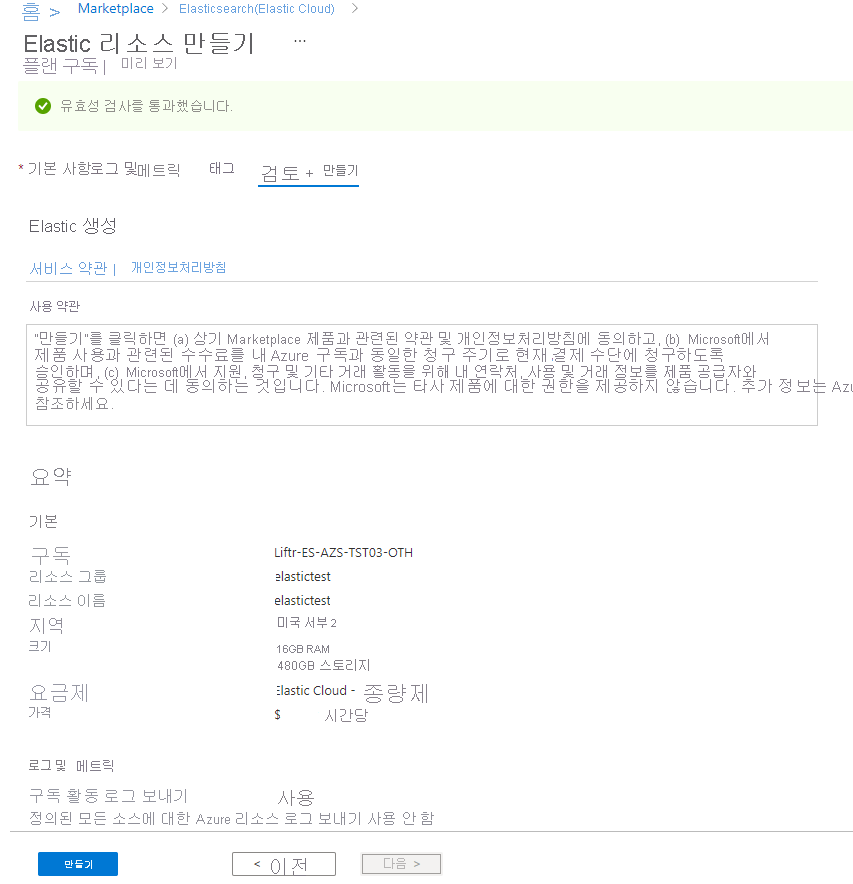 홈 > Marketplace > Elasticsearch(Elastic Cloud) >
Elastic 리소스 만들기 ...
플랜 구독 | 미리 보기
유효성 검사를 통과했습니다.
* 기본 사항로그 및메트릭 태그 검토 + 만들기
Elastic 생성
서비스 약관 | 개인정보처리방침
사용 약관
"만들기"를 클릭하면 (a) 상기 Marketplace 제품과 관련된 약관 및 개인정보처리방침에 동의하고, (b) Microsoft에서
제품 사용과 관련된 수수료를 내 Azure 구독과 동일한 청구 주기로 현재.결제 수단에 청구하도록
승인하며, (c) Microsoft에서 지원, 청구 및 기타 거래 활동을 위해 내 연락처, 사용 및 거래 정보를 제품 공급자와
공유할 수 있다는 데 동의하는 것입니다. Microsoft는 타사 제품에 대한 권한을 제공하지 않습니다. 추가 정보는 Azu
참조하세요.
요약
기본
구독 Liftr-ES-AZS-TST03-OTH
리소스 그룹 elastictest
리소스 이름 elastictest
지역 미국 서부 2
크기 16GB RAM
480GB 스토리지
요금제 Elastic Cloud - 종량제
가격 $ 시간당
로그 및 메트릭
구독 활동 로그 보내기 사용
정의된 모든 소스에 대한 Azure 리소스 로그 보내기 사용 안 함
만들기 < 이전 다음 >